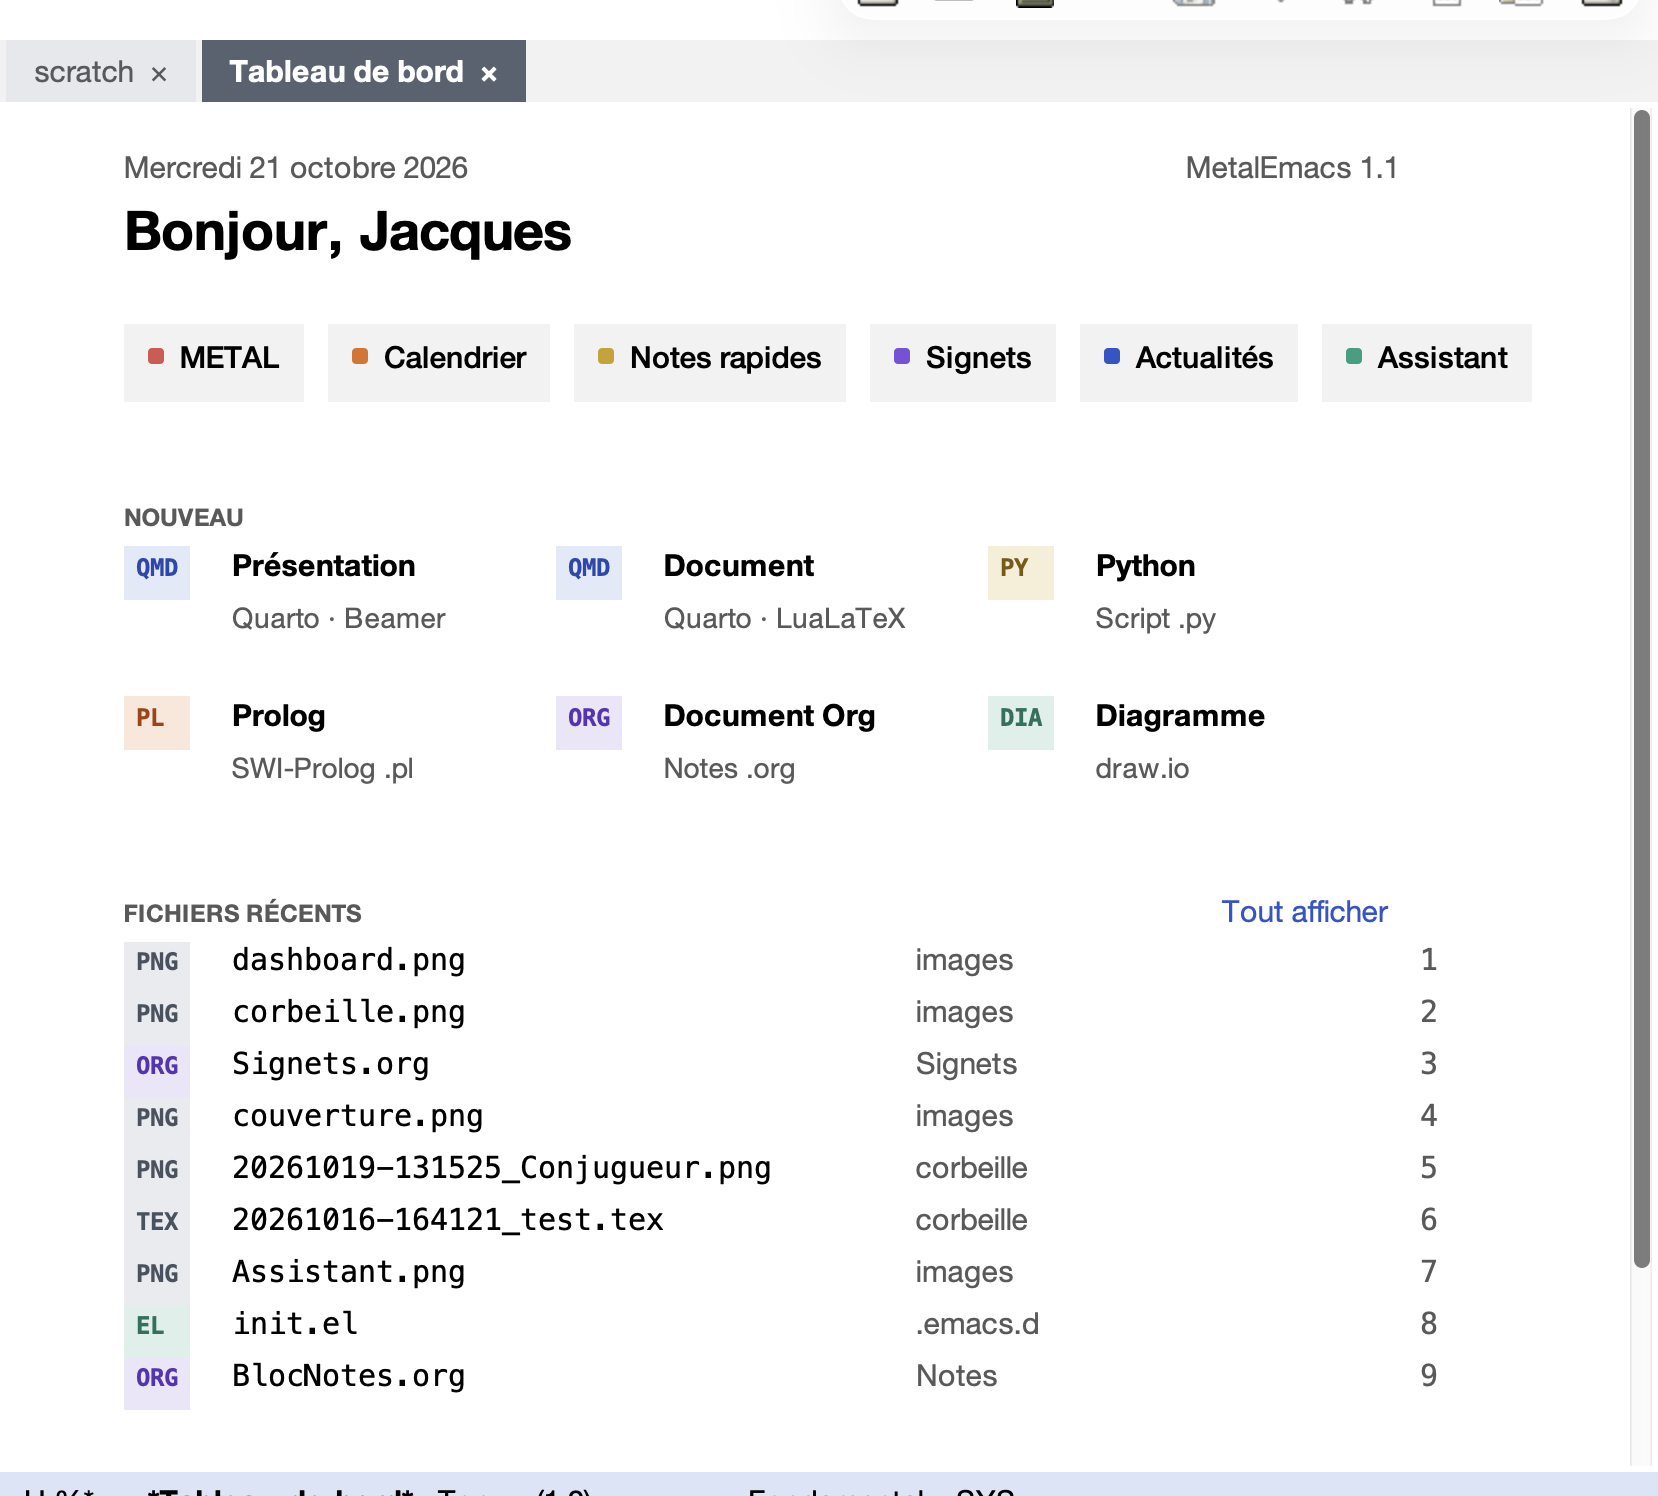 scratch × Tableau de bord ×
Mercredi 21 octobre 2026 MetalEmacs 1.1
Bonjour, Jacques
METAL Calendrier Notes rapides Signets Actualités Assistant
NOUVEAU
QMD Présentation QMD Document PY Python
Quarto · Beamer Quarto · LuaLaTeX Script .py
PL Prolog ORG Document Org DIA Diagramme
SWI-Prolog .pl Notes .org draw.io
FICHIERS RÉCENTS Tout afficher
PNG dashboard.png images 1
PNG corbeille.png images 2
ORG Signets.org Signets 3
PNG couverture.png images 4
PNG 20261019-131525_Conjugueur.png corbeille 5
TEX 20261016-164121_test.tex corbeille 6
PNG Assistant.png images 7
EL init.el .emacs.d 8
ORG BlocNotes.org Notes 9
*Tableau de bord*